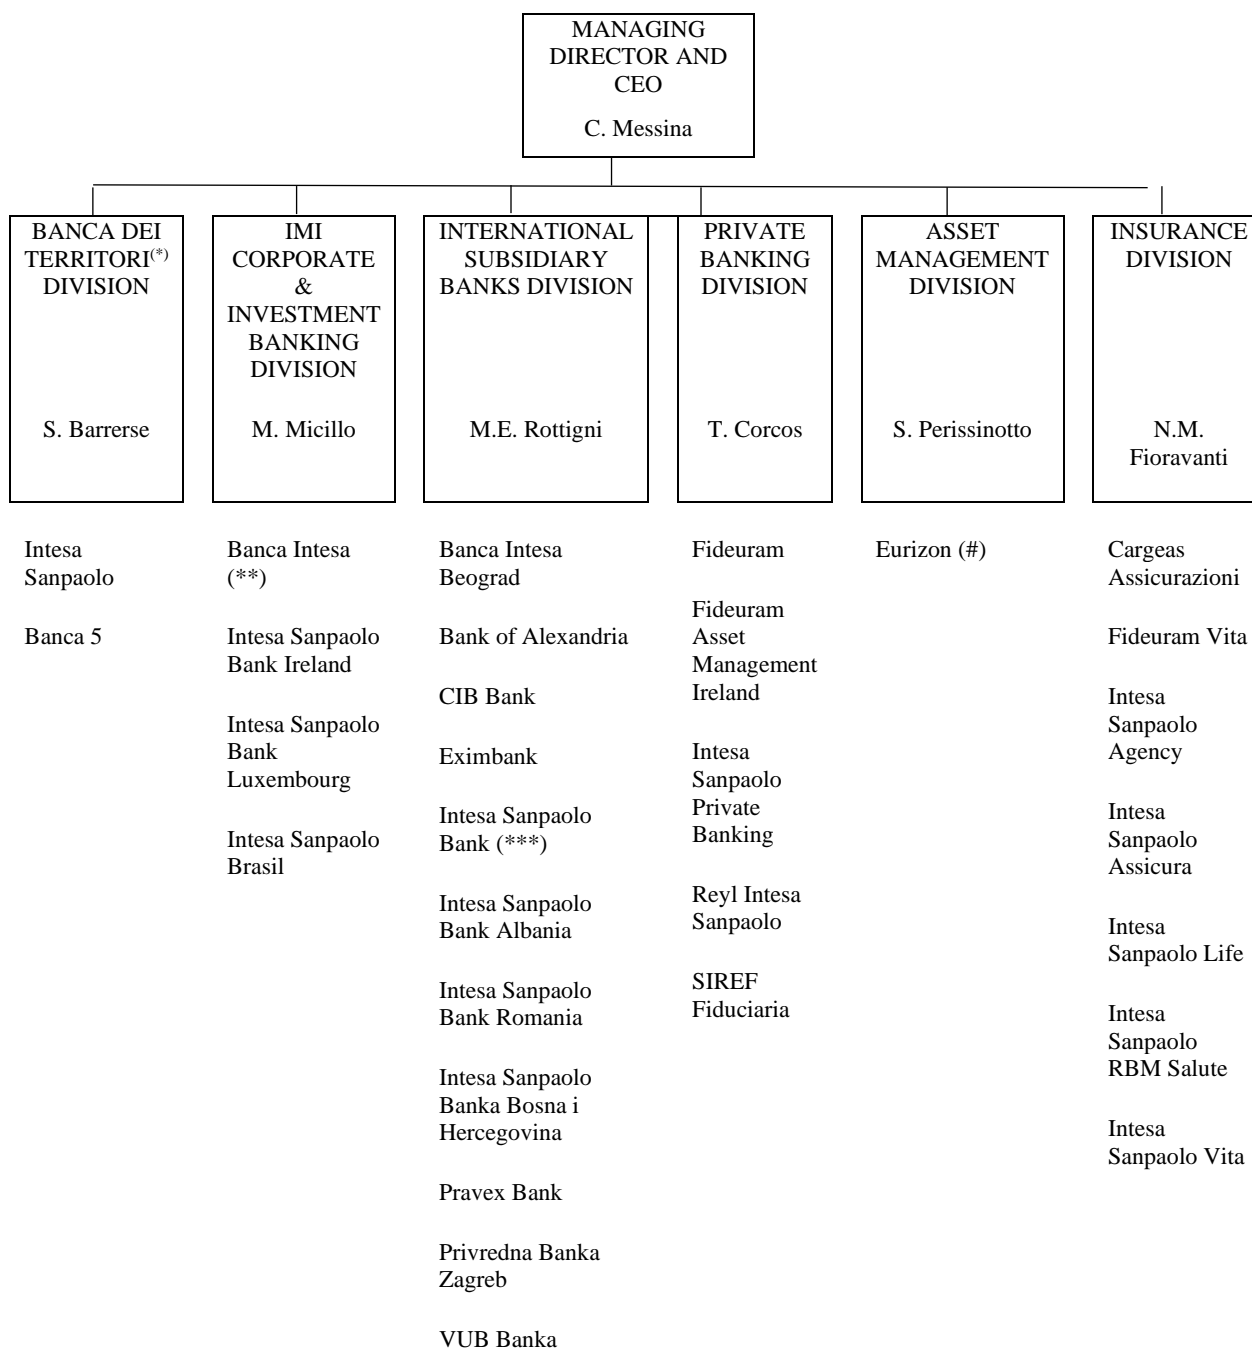 MANAGING
DIRECTOR AND
CEO
C. Messina
BANCA DEI
TERRITORI(*)
DIVISION
S. Barrerse
IMI
CORPORATE
&
INVESTMENT
BANKING
DIVISION
M. Micillo
INTERNATIONAL
SUBSIDIARY
BANKS DIVISION
M.E. Rottigni
PRIVATE
BANKING
DIVISION
T. Corcos
ASSET
MANAGEMENT
DIVISION
S. Perissinotto
INSURANCE
DIVISION
N.M.
Fioravanti
Intesa
Sanpaolo
Banca 5
Banca Intesa
(**)
Intesa Sanpaolo
Bank Ireland
Intesa Sanpaolo
Bank
Luxembourg
Intesa Sanpaolo
Brasil
Banca Intesa
Beograd
Bank of Alexandria
CIB Bank
Eximbank
Intesa Sanpaolo
Bank (***)
Intesa Sanpaolo
Bank Albania
Intesa Sanpaolo
Bank Romania
Intesa Sanpaolo
Banka Bosna i
Hercegovina
Pravex Bank
Privredna Banka
Zagreb
VUB Banka
Fideuram
Fideuram
Asset
Management
Ireland
Intesa
Sanpaolo
Private
Banking
Reyl Intesa
Sanpaolo
SIREF
Fiduciaria
Eurizon (#)
Cargeas
Assicurazioni
Fideuram Vita
Intesa
Sanpaolo
Agency
Intesa
Sanpaolo
Assicura
Intesa
Sanpaolo Life
Intesa
Sanpaolo
RBM Salute
Intesa
Sanpaolo Vita